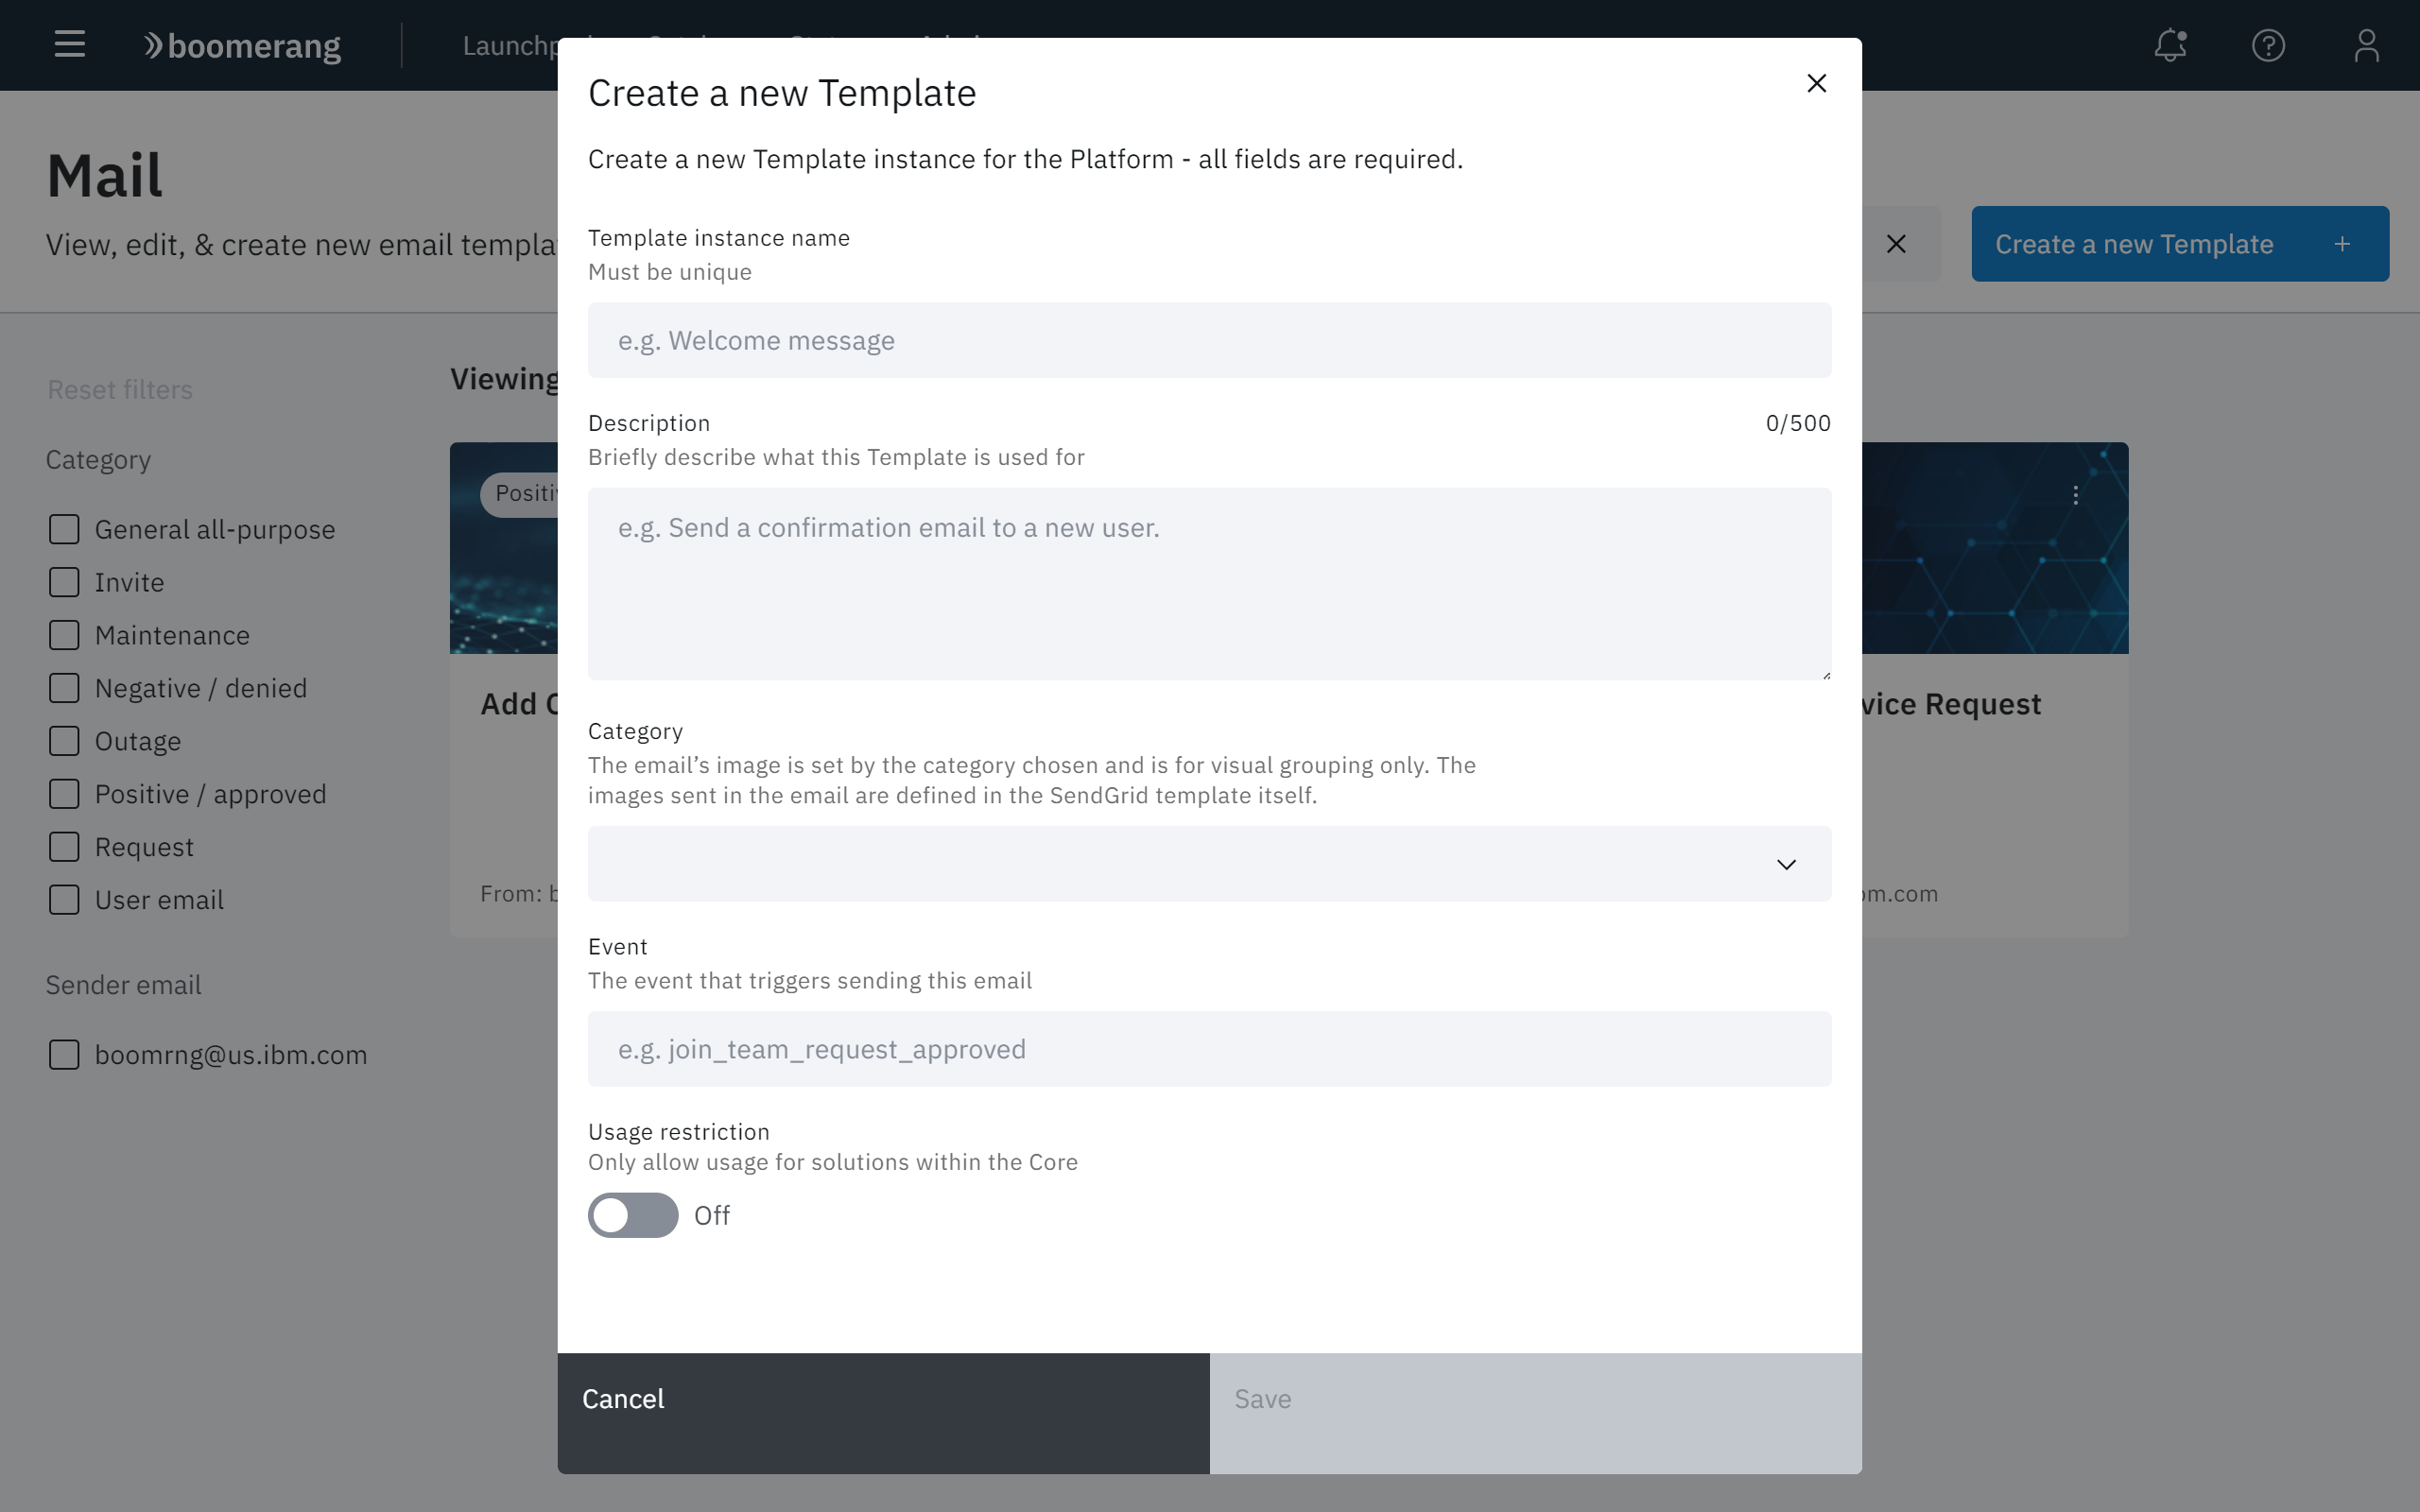 boomerang
Create a new Template
Create a new Template instance for the Platform - all fields are required.
Mail
View, edit, & create new email
Create a new Template
Template instance name
Must be unique
e.g. Welcome message
Reset filters
Viewing
Description
0/500
Briefly describe what this Template is used for
e.g. Send a confirmation email to a new user.
Category
General all-purpose
Invite
Maintenance
Negative / denied
Outage
Positive / approved
Request
User email
Sender email
boomrng@us.ibm.com
Add
vice Request
From:
Category
The email’s image is set by the category chosen and is for visual grouping only. The
images sent in the email are defined in the SendGrid template itself.
Event
The event that triggers sending this email
e.g. join_team_request_approved
Usage restriction
Only allow usage for solutions within the Core
Off
Cancel
Save